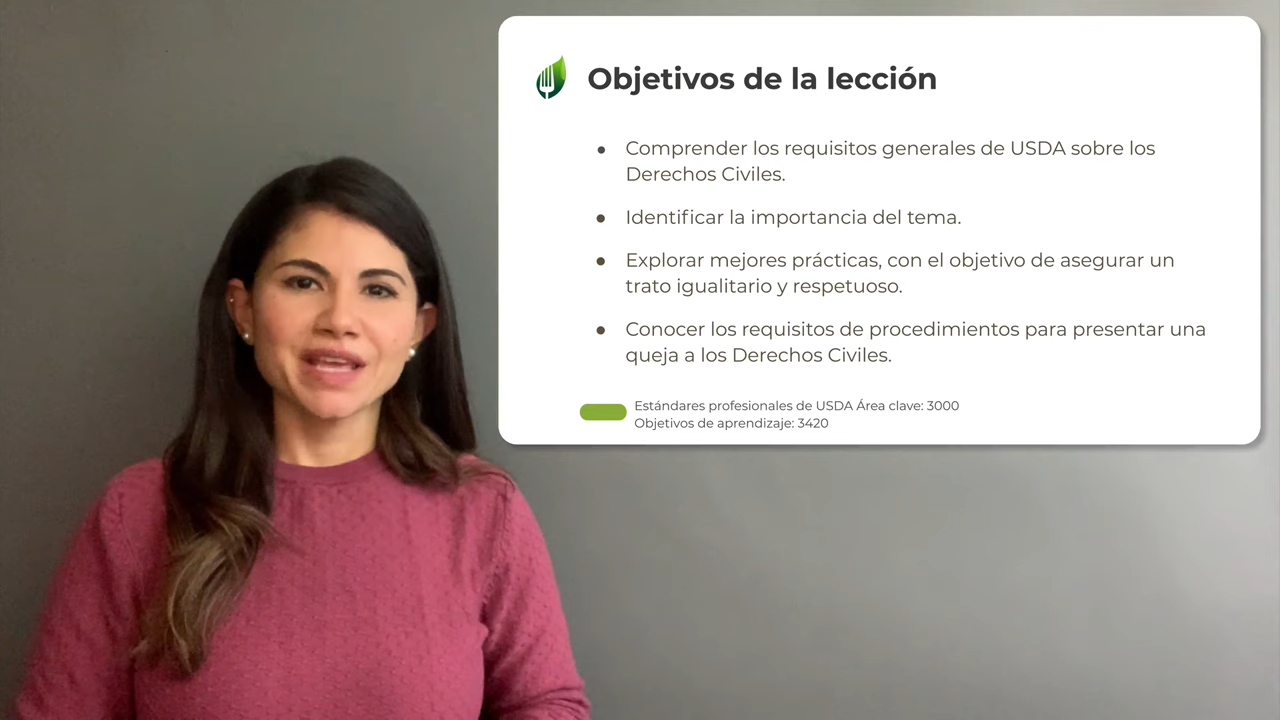 Objetivos de la lección
● Comprender los requisitos generales de USDA sobre los
Derechos Civiles.
● Identificar la importancia del tema.
● Explorar mejores prácticas, con el objetivo de asegurar un
trato igualitario y respetuoso.
● Conocer los requisitos de procedimientos para presentar una
queja a los Derechos Civiles.
Estándares profesionales de USDA Área clave: 3000
Objetivos de aprendizaje: 3420